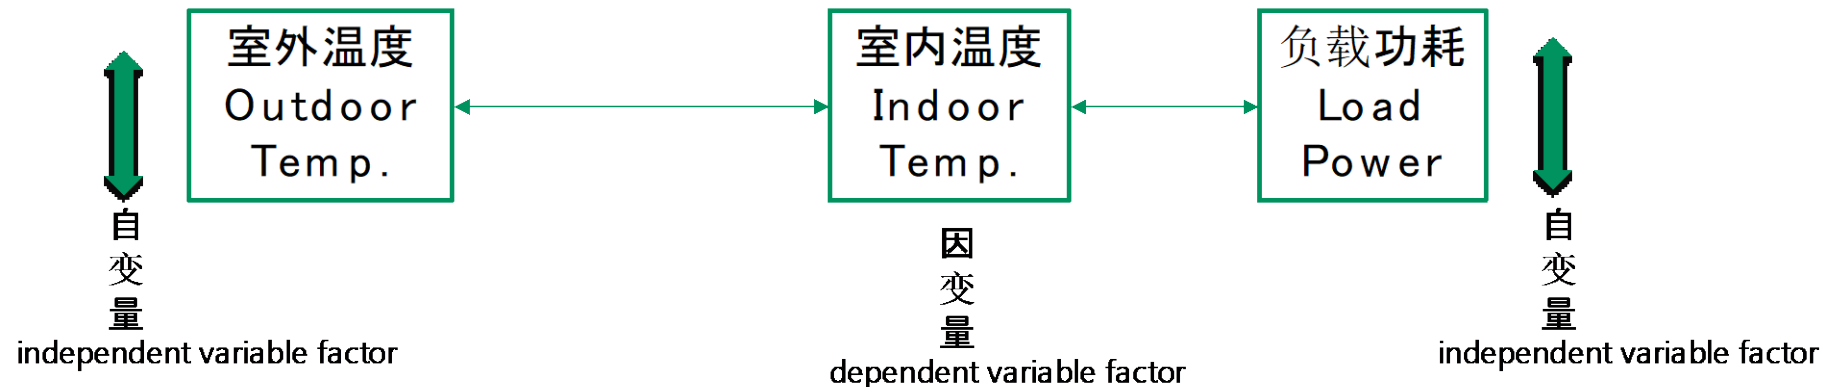 室外温度
Outdoor
Temp.
室内温度
Indoor
Temp.
负载功耗
Load
Power
自
变
量
independent variable factor
因
变
量
dependent variable factor
自
变
量
independent variable factor